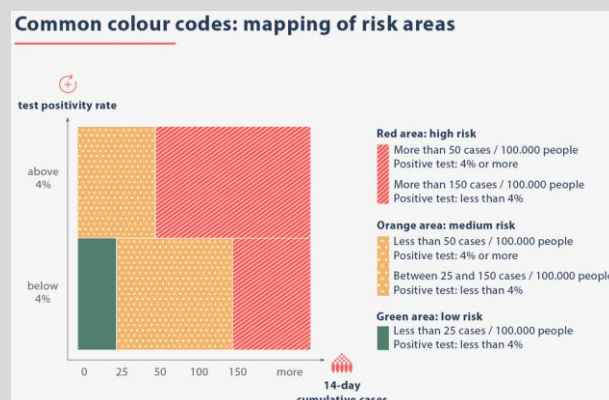 Common colour codes: mapping of risk areas
test positivity rate
above
4%
below
4%
0 25 50 100 150 more
14-day
cumulative cases
Red area: high risk
More than 50 cases / 100.000 people
Positive test: 4% or more
More than 150 cases / 100.000 people
Positive test: less than 4%
Orange area: medium risk
Less than 50 cases / 100.000 people
Positive test: 4% or more
Between 25 and 150 cases / 100.000 people
Positive test: less than 4%
Green area: low risk
Less than 25 cases / 100.000 people
Positive test: less than 4%